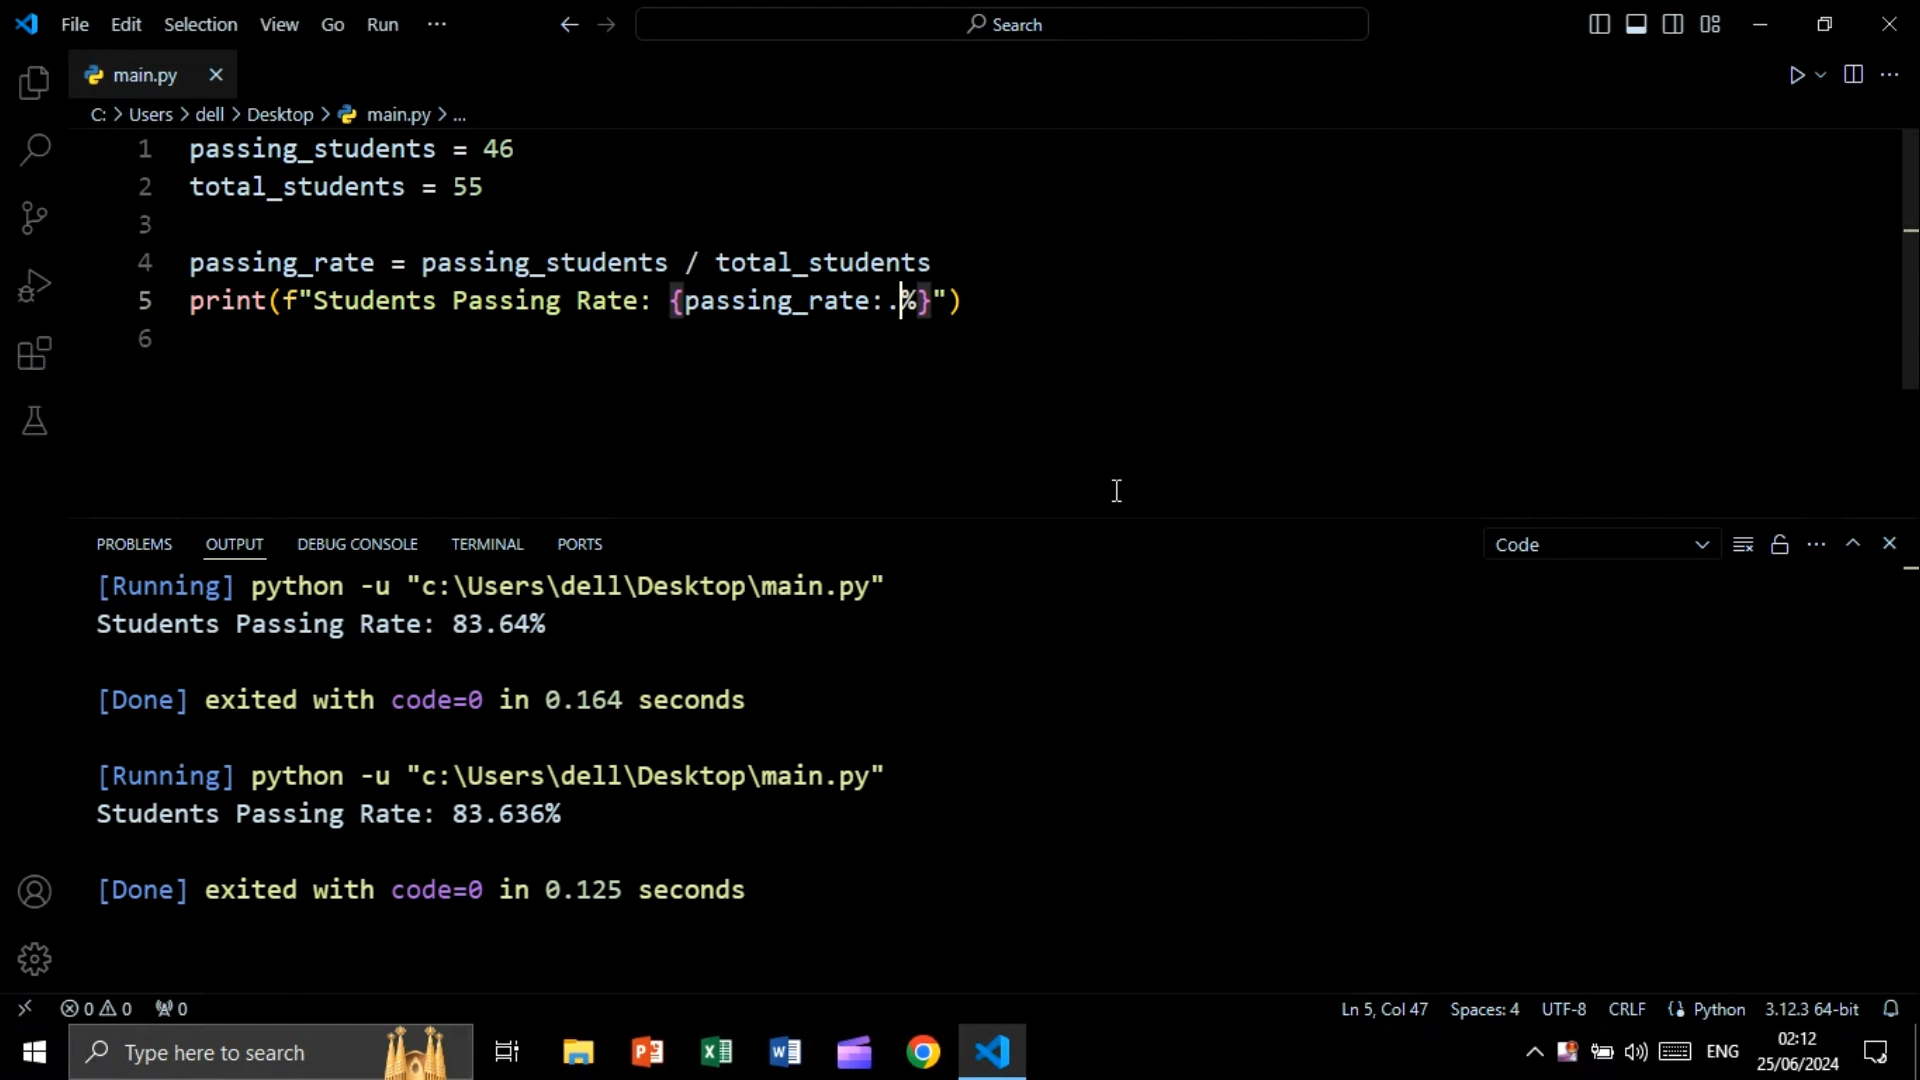 File Edit Selection View Go Run ···
Search
main.py
C: > Users > dell > Desktop > main.py > ...
1 passing_students = 46
2 total_students = 55
3
4 passing_rate = passing_students / total_students
5 print(f"Students Passing Rate: {passing_rate:.%}")
6
PROBLEMS OUTPUT DEBUG CONSOLE TERMINAL PORTS
Code
[Running] python -u "c:\Users\dell\Desktop\main.py"
Students Passing Rate: 83.64%
[Done] exited with code=0 in 0.164 seconds
[Running] python -u "c:\Users\dell\Desktop\main.py"
Students Passing Rate: 83.636%
[Done] exited with code=0 in 0.125 seconds
0 0 0
Ln 5, Col 47 Spaces: 4 UTF-8 CRLF Python 3.12.3 64-bit
Type here to search
ENG
02:12
25/06/2024